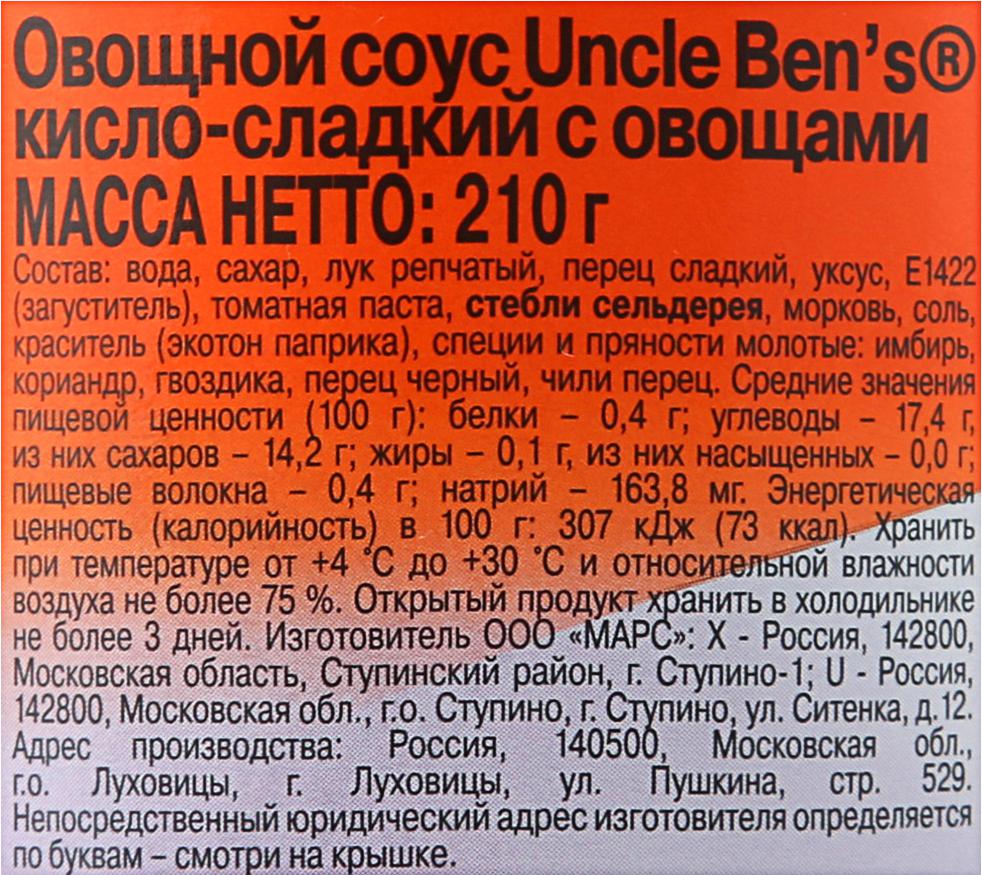 Овощной соус Uncle Ben’s®
кисло-сладкий с овощами
МАССА НЕТТО: 210 г
Состав: вода, сахар, лук репчатый, перец сладкий, уксус, Е1422
(загуститель), томатная паста, стебли сельдерея, морковь, соль,
краситель (экотон паприка), специи и пряности молотые: имбирь,
кориандр, гвоздика, перец черный, чили перец. Средние значения
пищевой ценности (100 г): белки – 0,4 г; углеводы – 17,4 г,
из них сахаров – 14,2 г; жиры – 0,1 г, из них насыщенных – 0,0 г;
пищевые волокна – 0,4 г; натрий – 163,8 мг. Энергетическая
ценность (калорийность) в 100 г: 307 кДж (73 ккал). Хранить
при температуре от +4 °С до +30 °С и относительной влажности
воздуха не более 75 %. Открытый продукт хранить в холодильнике
не более 3 дней. Изготовитель ООО «МАРС»: X - Россия, 142800,
Московская область, Ступинский район, г. Ступино-1; U - Россия,
142800, Московская обл., г.о. Ступино, г. Ступино, ул. Ситенка, д.12.
Адрес производства: Россия, 140500, Московская обл.,
г.о. Луховицы, г. Луховицы, ул. Пушкина, стр. 529.
Непосредственный юридический адрес изготовителя определяется
по буквам – смотри на крышке.